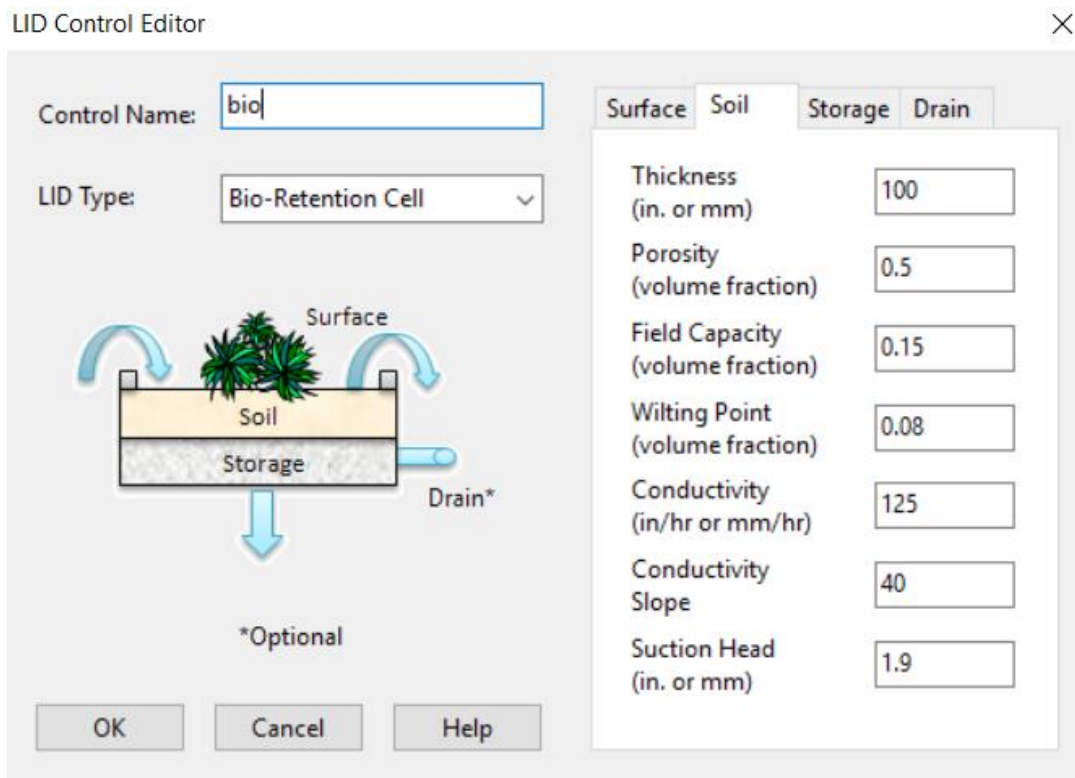 LID Control Editor
Control Name: bio
LID Type: Bio-Retention Cell
Surface
Soil
Storage
Drain*
*Optional
OK Cancel Help
Surface Soil Storage Drain
Thickness
(in. or mm) 100
Porosity
(volume fraction) 0.5
Field Capacity
(volume fraction) 0.15
Wilting Point
(volume fraction) 0.08
Conductivity
(in/hr or mm/hr) 125
Conductivity
Slope 40
Suction Head
(in. or mm) 1.9